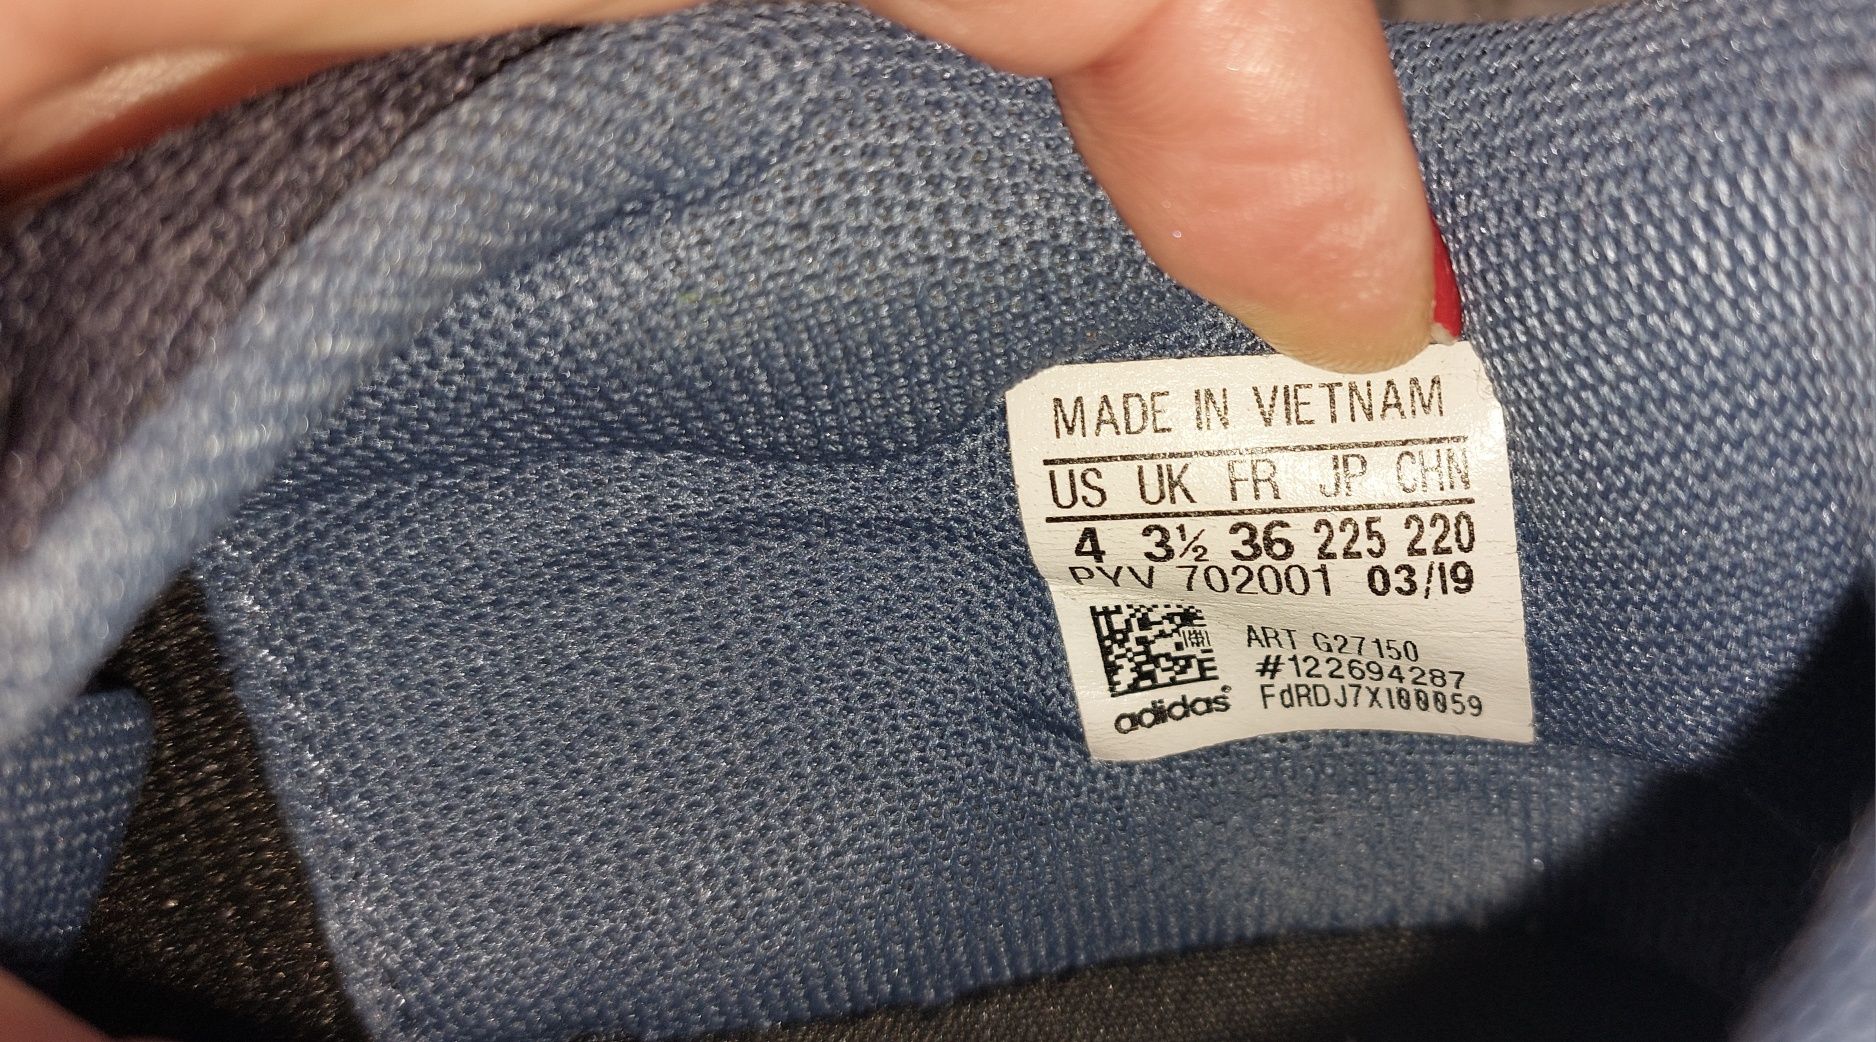 MADE IN VIETNAM
US UK FR JP CHN
4 3½ 36 225 220
PYV 702001 03/19
ART G27150
#122694287
FdRDJ7X100059
adidas